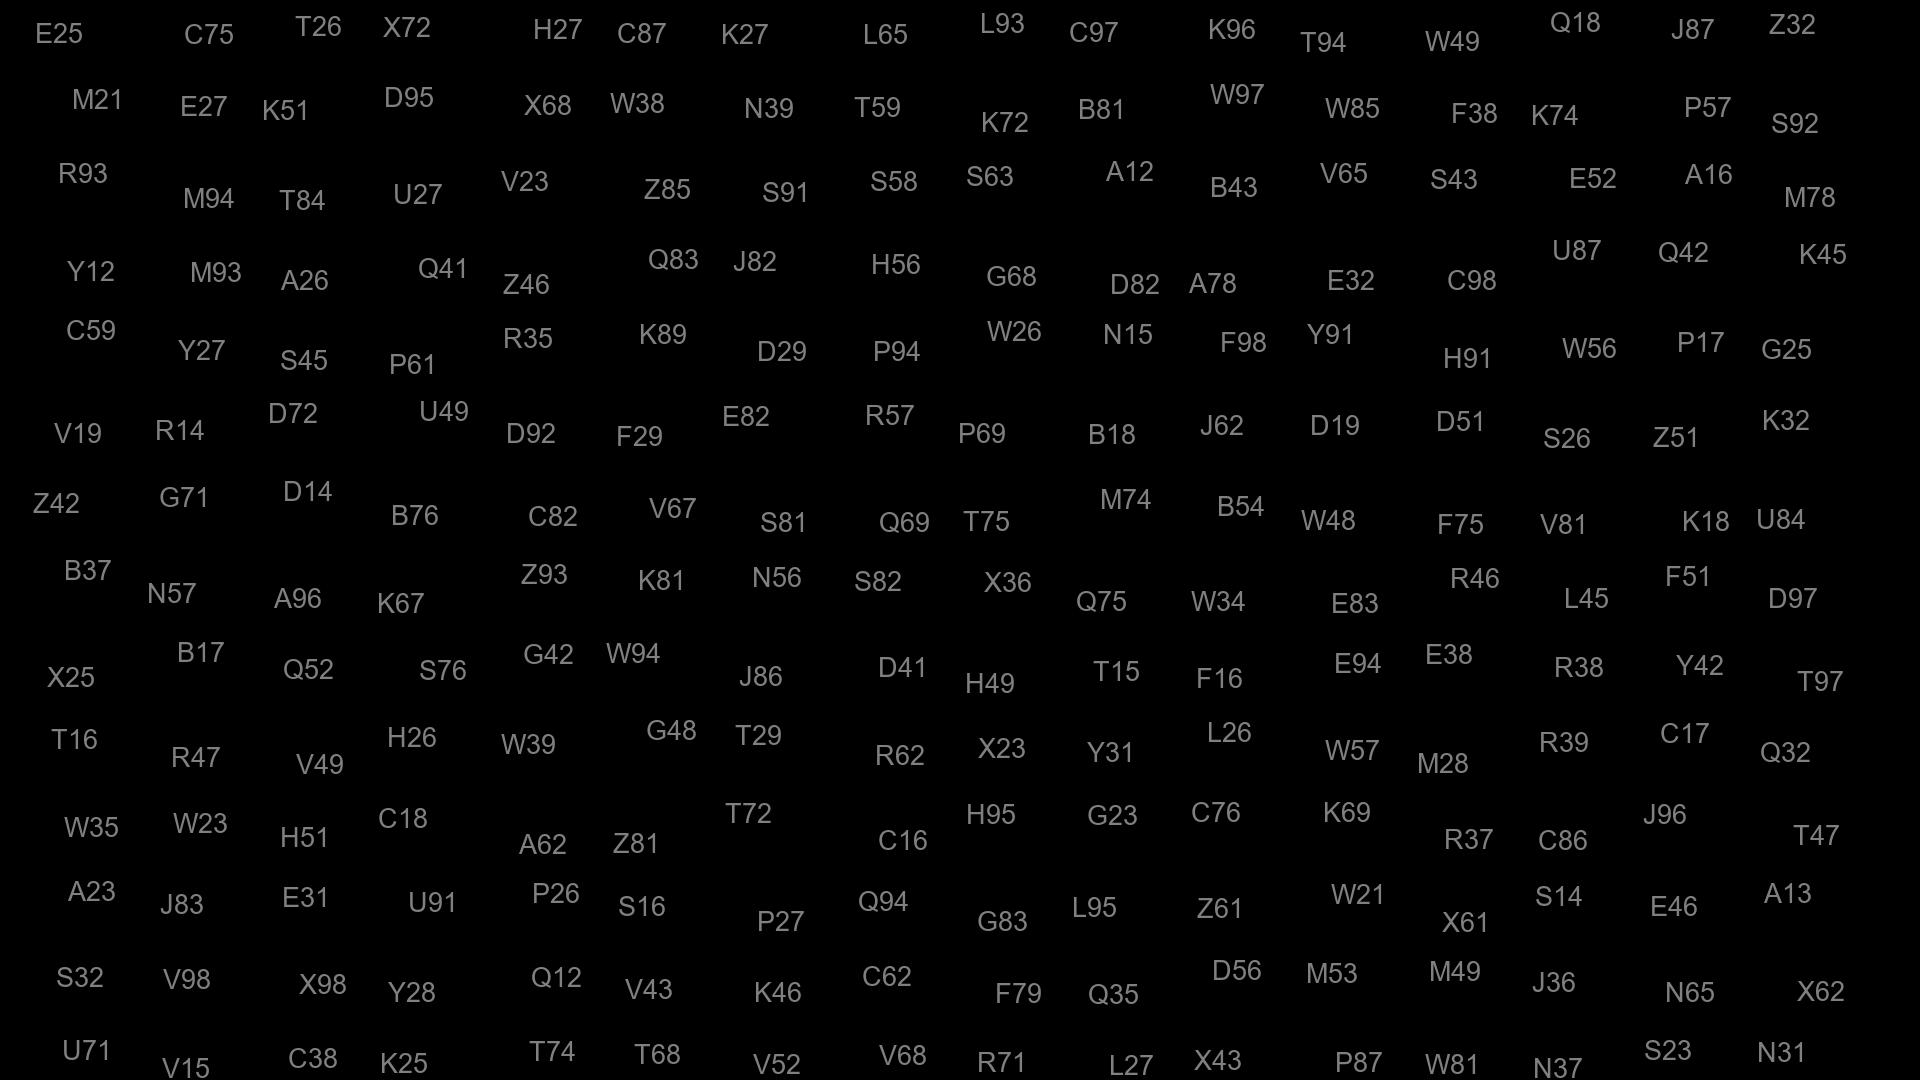 E25 C75 T26 X72 H27 C87 K27 L65 L93 C97 K96 T94 W49 Q18 J87 Z32
M21 E27 K51 D95 X68 W38 N39 T59 K72 B81 W97 W85 F38 K74 P57 S92
R93 M94 T84 U27 V23 Z85 S91 S58 S63 A12 B43 V65 S43 E52 A16 M78
Y12 M93 A26 Q41 Z46 Q83 J82 H56 G68 D82 A78 E32 C98 U87 Q42 K45
C59 Y27 S45 P61 R35 K89 D29 P94 W26 N15 F98 Y91 H91 W56 P17 G25
V19 R14 D72 U49 D92 F29 E82 R57 P69 B18 J62 D19 D51 S26 Z51 K32
Z42 G71 D14 B76 C82 V67 S81 Q69 T75 M74 B54 W48 F75 V81 K18 U84
B37 N57 A96 K67 Z93 K81 N56 S82 X36 Q75 W34 E83 R46 L45 F51 D97
X25 B17 Q52 S76 G42 W94 J86 D41 H49 T15 F16 E94 E38 R38 Y42 T97
T16 R47 V49 H26 W39 G48 T29 R62 X23 Y31 L26 W57 M28 R39 C17 Q32
W35 W23 H51 C18 A62 Z81 T72 C16 H95 G23 C76 K69 R37 C86 J96 T47
A23 J83 E31 U91 P26 S16 P27 Q94 G83 L95 Z61 W21 X61 S14 E46 A13
S32 V98 X98 Y28 Q12 V43 K46 C62 F79 Q35 D56 M53 M49 J36 N65 X62
U71 V15 C38 K25 T74 T68 V52 V68 R71 L27 X43 P87 W81 N37 S23 N31